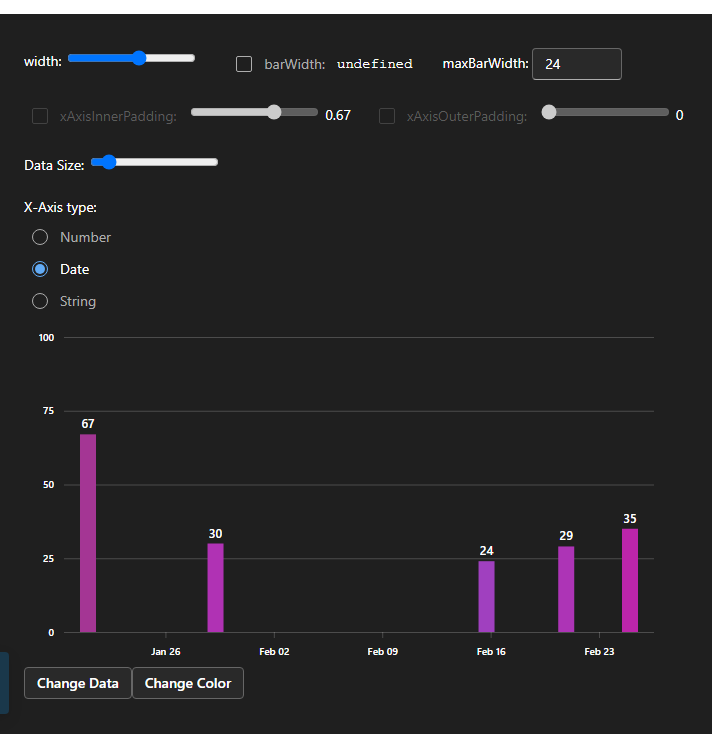 width: barWidth: undefined maxBarWidth: 24
xAxisInnerPadding: 0.67 xAxisOuterPadding: 0
Data Size:
X-Axis type:
Number
Date
String
100
75
67
50
30
35
29
24
25
0
Jan 26 Feb 02 Feb 09 Feb 16 Feb 23
Change Data Change Color